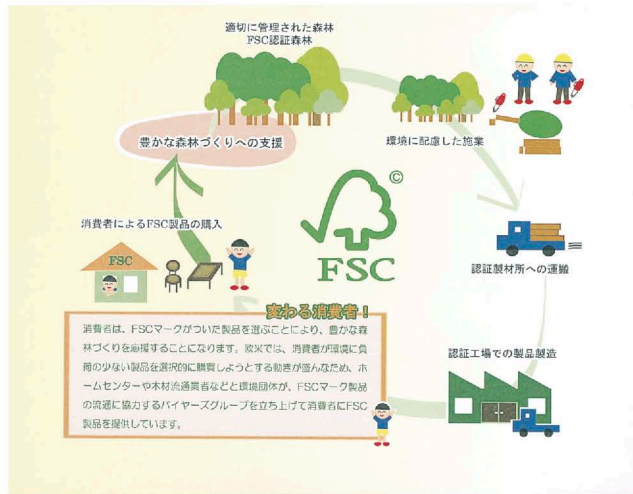 適切に管理された森林
FSC認証森林
豊かな森林づくりへの支援
環境に配慮した施業
©
消費者によるFSC製品の購入
FSC
FSC
認証製材所への運搬
変わる消費者！
消費者は、FSCマークがついた製品を選ぶことにより、豊かな森
林づくりを応援することになります。欧米では、消費者が環境に負
荷の少ない製品を選択的に購買しようとする動きが盛んなため、ホ
ームセンターや木材流通業者などと環境団体が、FSCマーク製品
の流通に協力するバイヤーズグループを立ち上げて消費者にFSC
製品を提供しています。
認証工場での製品製造